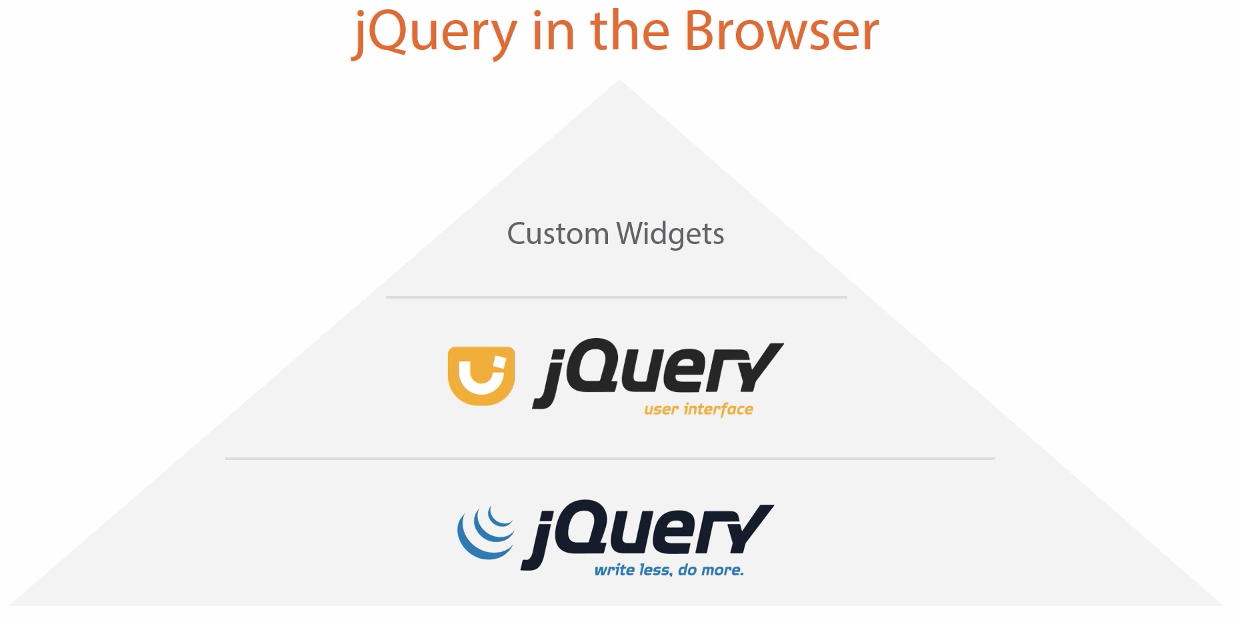 jQuery in the Browser
Custom Widgets
jQuery
user interface
jQuery
write less, do more.